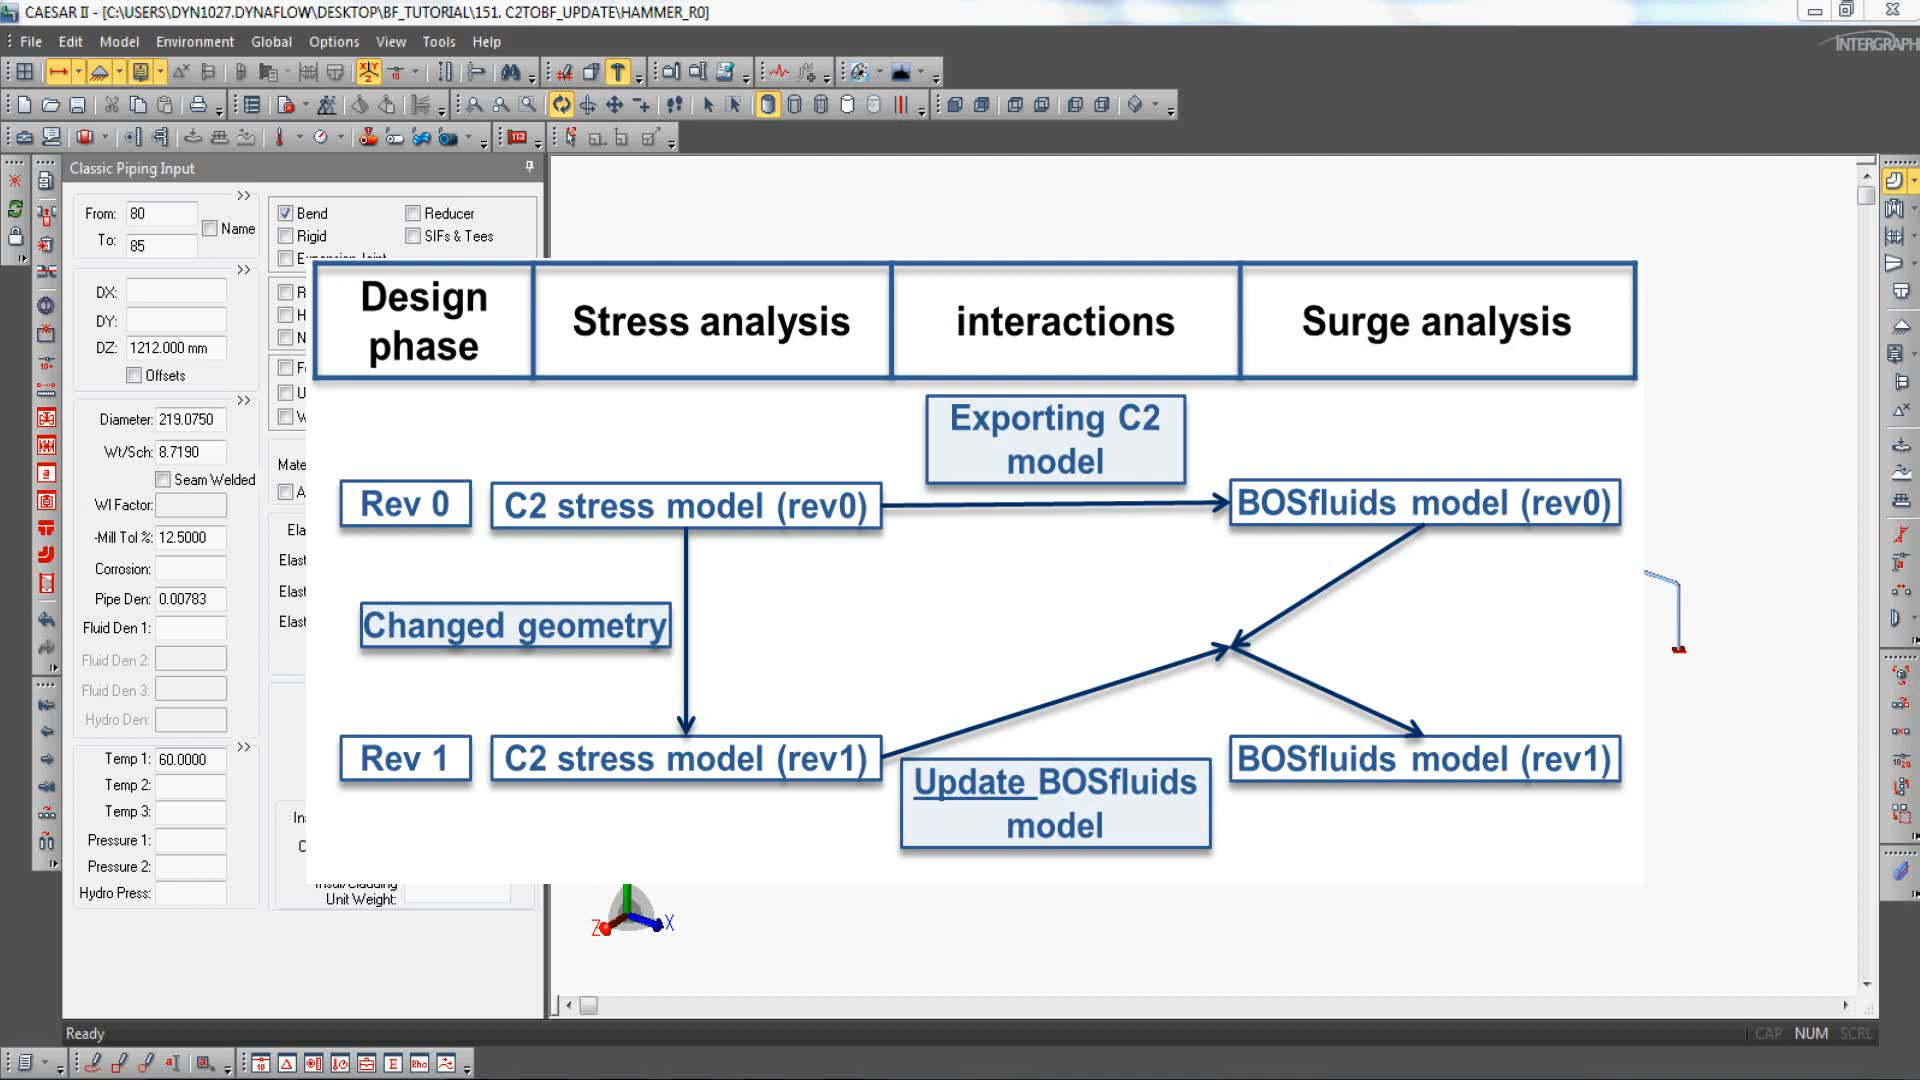 CAESAR II - [C:\USERS\DYN1027.DYNAFLOW\DESKTOP\BF_TUTORIAL\151. C2TOBF_UPDATE\HAMMER_R0]
File Edit Model Environment Global Options View Tools Help
INTERGRAPH
Classic Piping Input
From: 80
To: 85
Name
Bend
Reducer
Rigid
SIFs & Tees
DX:
DY:
DZ: 1212.000 mm
Offsets
Diameter: 219.0750
Wt/Sch: 8.7190
Seam Welded
Wl Factor:
-Mill Tol %: 12.5000
Corrosion:
Pipe Den: 0.00783
Fluid Den 1:
Fluid Den 2:
Fluid Den 3:
Hydro Den:
Temp 1: 60.0000
Temp 2:
Temp 3:
Pressure 1:
Pressure 2:
Hydro Press:
Mate
Ela
Elast
Elast
Elast
Unit Weight:
Design
phase
Stress analysis
interactions
Surge analysis
Exporting C2
model
Rev 0
C2 stress model (rev0)
BOSfluids model (rev0)
Changed geometry
Rev 1
C2 stress model (rev1)
BOSfluids model (rev1)
Update BOSfluids
model
Z
X
Ready
CAP NUM SCRL